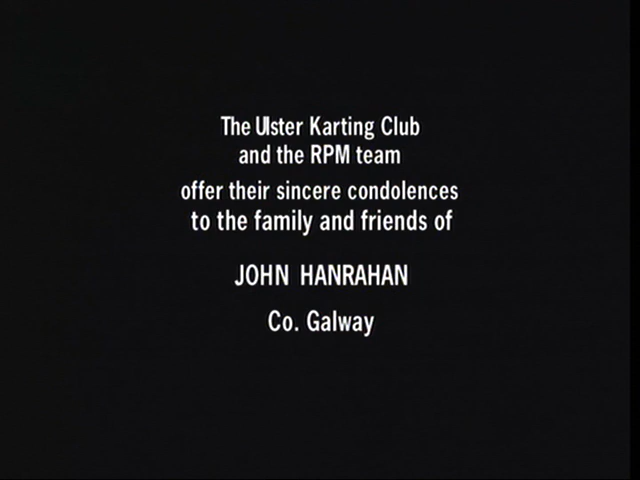 The Ulster Karting Club
and the RPM team
offer their sincere condolences
to the family and friends of
JOHN HANRAHAN
Co. Galway